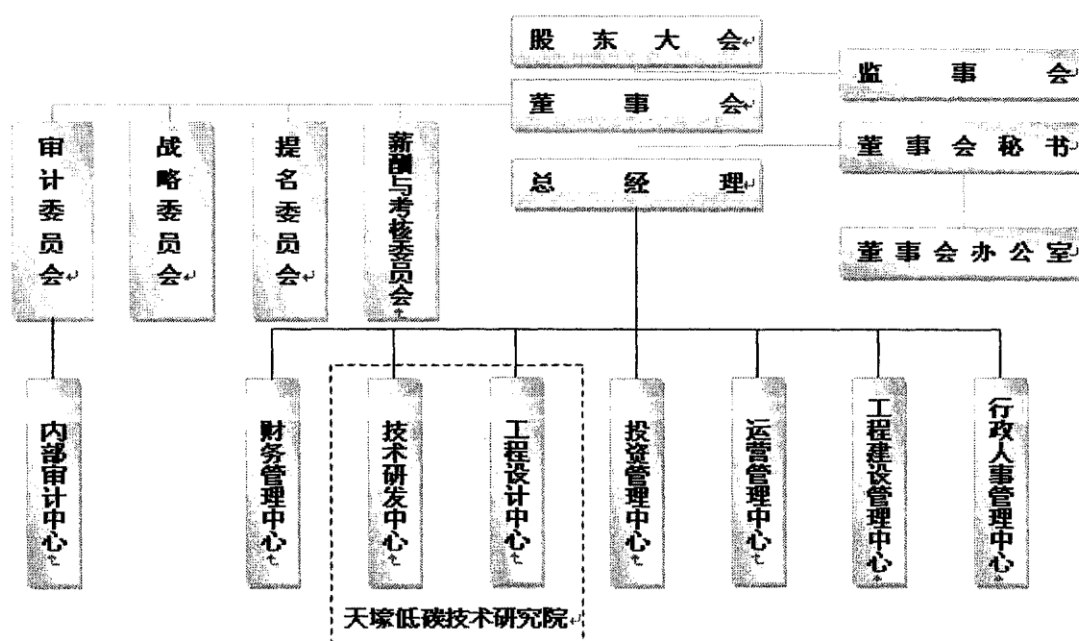 股东大会
监事会
董事会
董事会秘书
总经理
董事会办公室
审计委员会
战略委员会
提名委员会
薪酬与考核委员会
内部审计中心
财务管理中心
技术研发中心
工程设计中心
投资管理中心
运营管理中心
工程建设管理中心
行政人事管理中心
天壕低碳技术研究院